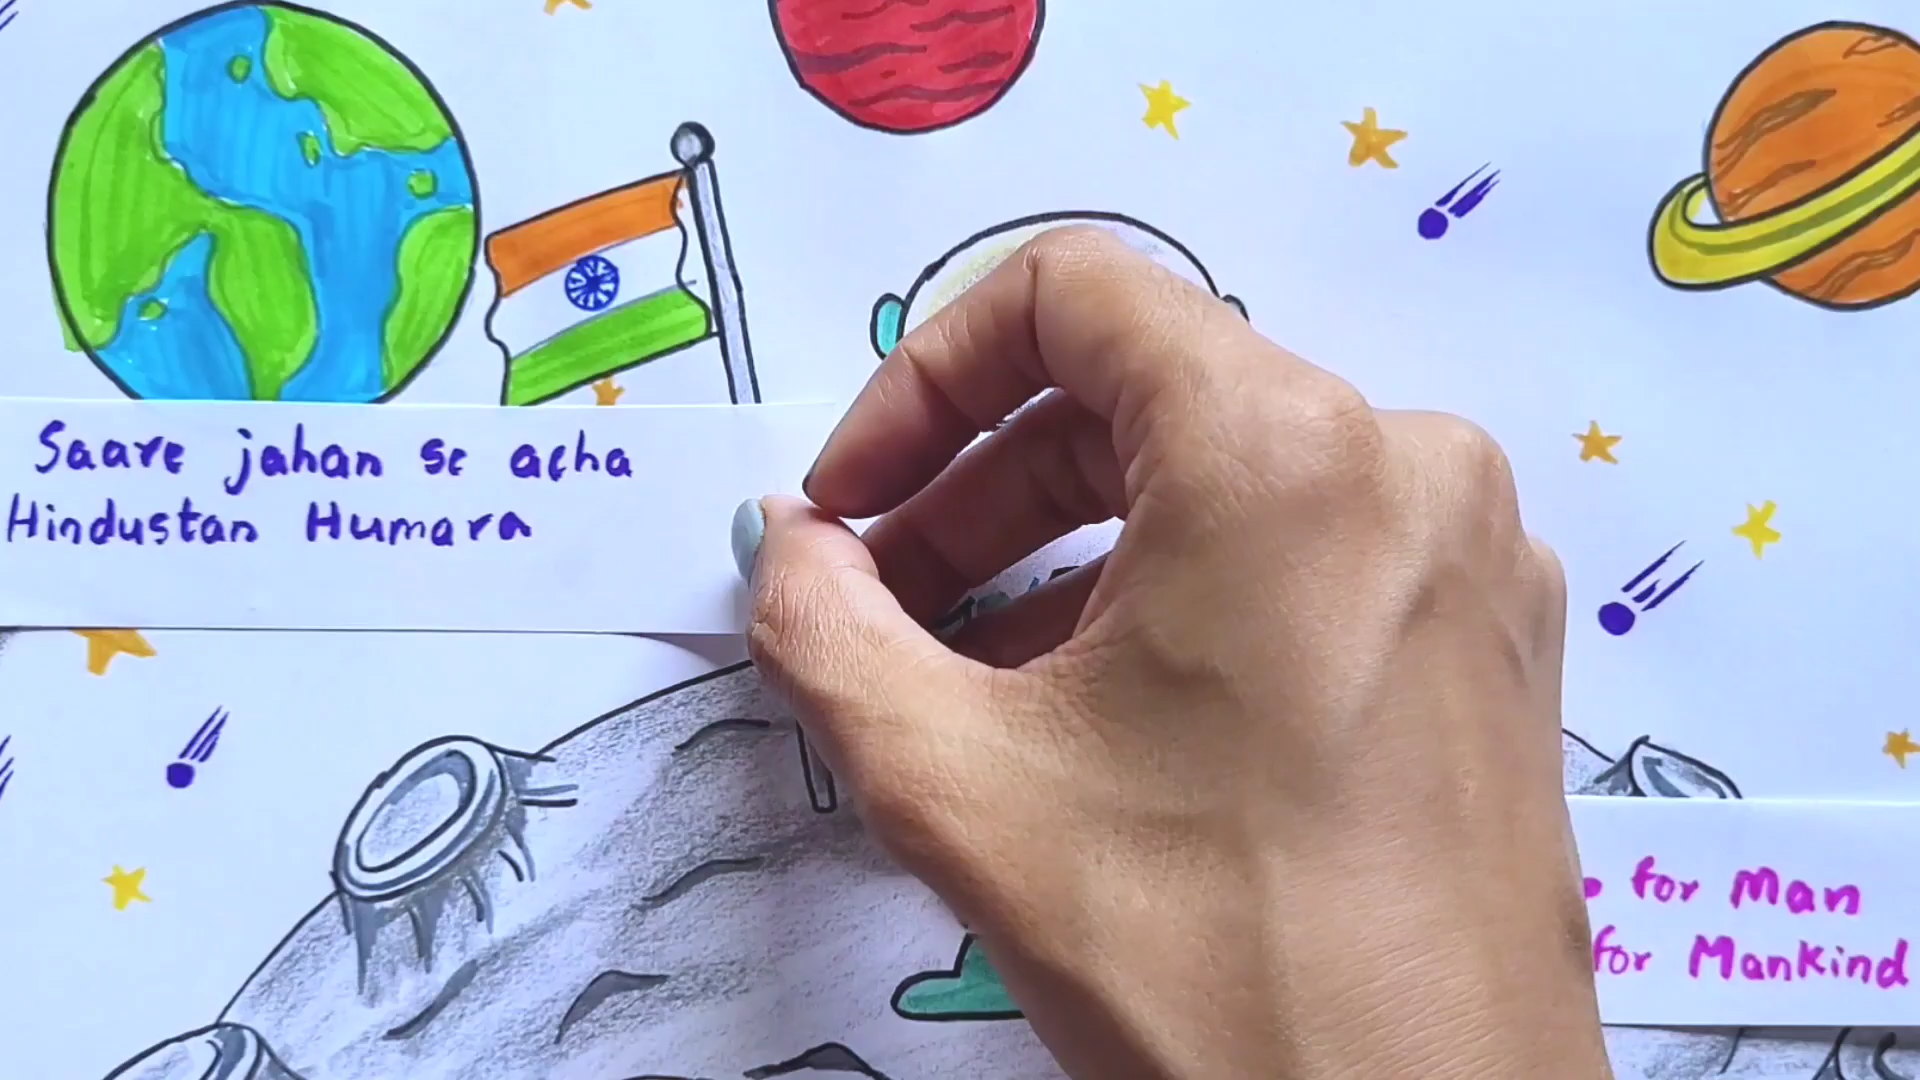 Saare jahan se acha
Hindustan Humara
for Man
for Mankind